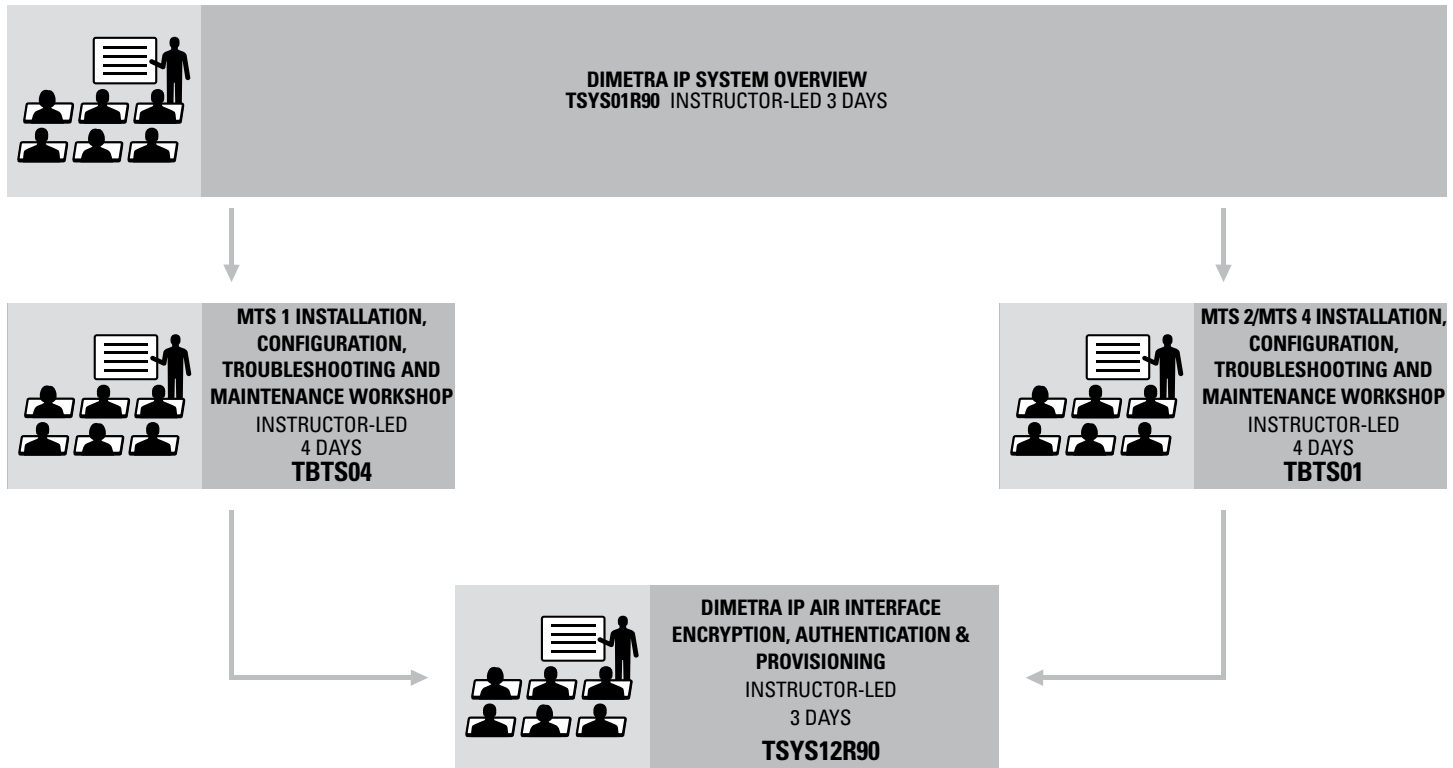 DIMETRA IP SYSTEM OVERVIEW
TSYS01R90 INSTRUCTOR-LED 3 DAYS
MTS 1 INSTALLATION,
CONFIGURATION,
TROUBLESHOOTING AND
MAINTENANCE WORKSHOP
INSTRUCTOR-LED
4 DAYS
TBTS04
MTS 2/MTS 4 INSTALLATION,
CONFIGURATION,
TROUBLESHOOTING AND
MAINTENANCE WORKSHOP
INSTRUCTOR-LED
4 DAYS
TBTS01
DIMETRA IP AIR INTERFACE
ENCRYPTION, AUTHENTICATION &
PROVISIONING
INSTRUCTOR-LED
3 DAYS
TSYS12R90